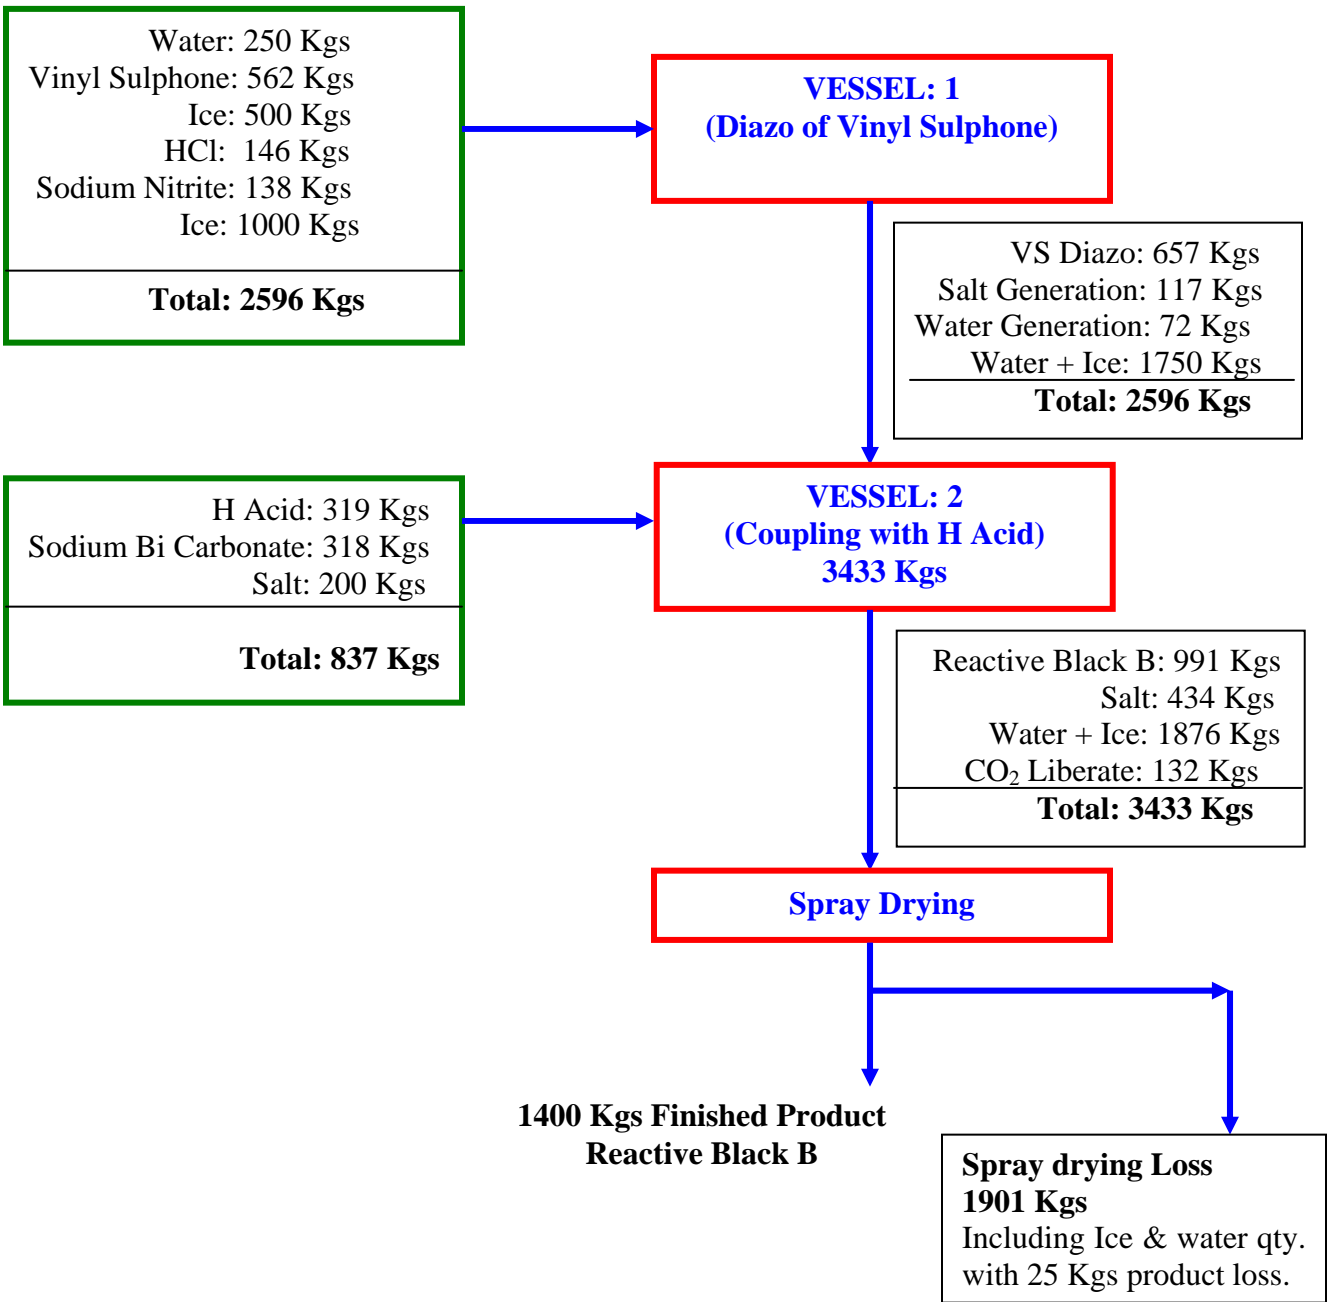 Water: 250 Kgs
Vinyl Sulphone: 562 Kgs
Ice: 500 Kgs
HCl:  146 Kgs
Sodium Nitrite: 138 Kgs
Ice: 1000 Kgs
Total: 2596 Kgs
VESSEL: 1
(Diazo of Vinyl Sulphone)
VS Diazo: 657 Kgs
Salt Generation: 117 Kgs
Water Generation: 72 Kgs
Water + Ice: 1750 Kgs
Total: 2596 Kgs
H Acid: 319 Kgs
Sodium Bi Carbonate: 318 Kgs
Salt: 200 Kgs
Total: 837 Kgs
VESSEL: 2
(Coupling with H Acid)
3433 Kgs
Reactive Black B: 991 Kgs
Salt: 434 Kgs
Water + Ice: 1876 Kgs
CO₂ Liberate: 132 Kgs
Total: 3433 Kgs
Spray Drying
1400 Kgs Finished Product
Reactive Black B
Spray drying Loss
1901 Kgs
Including Ice & water qty.
with 25 Kgs product loss.